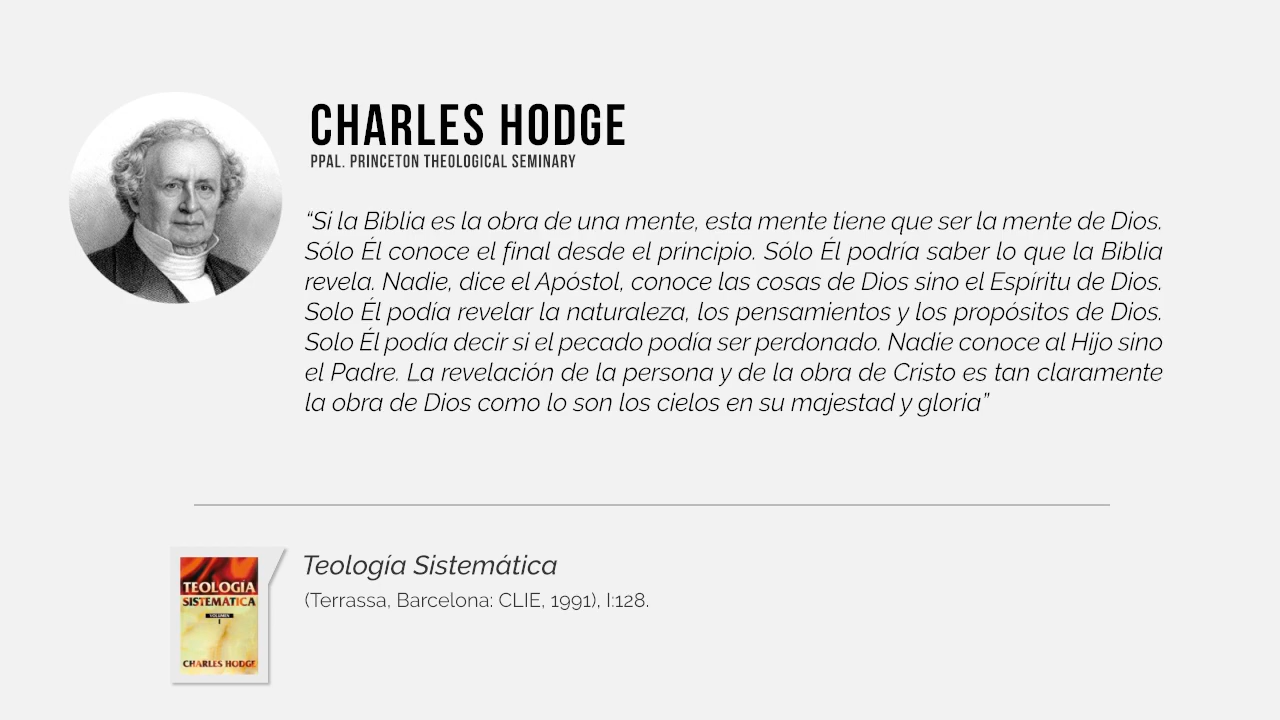 CHARLES HODGE
PPAL. PRINCETON THEOLOGICAL SEMINARY
“Si la Biblia es la obra de una mente, esta mente tiene que ser la mente de Dios.
Sólo Él conoce el final desde el principio. Sólo Él podría saber lo que la Biblia
revela. Nadie, dice el Apóstol, conoce las cosas de Dios sino el Espíritu de Dios.
Solo Él podía revelar la naturaleza, los pensamientos y los propósitos de Dios.
Solo Él podía decir si el pecado podía ser perdonado. Nadie conoce al Hijo sino
el Padre. La revelación de la persona y de la obra de Cristo es tan claramente
la obra de Dios como lo son los cielos en su majestad y gloria”
Teología Sistemática
(Terrassa, Barcelona: CLIE, 1991), I:128.
TEOLOGÍA
SISTEMÁTICA
VOLUMEN
I
CHARLES HODGE